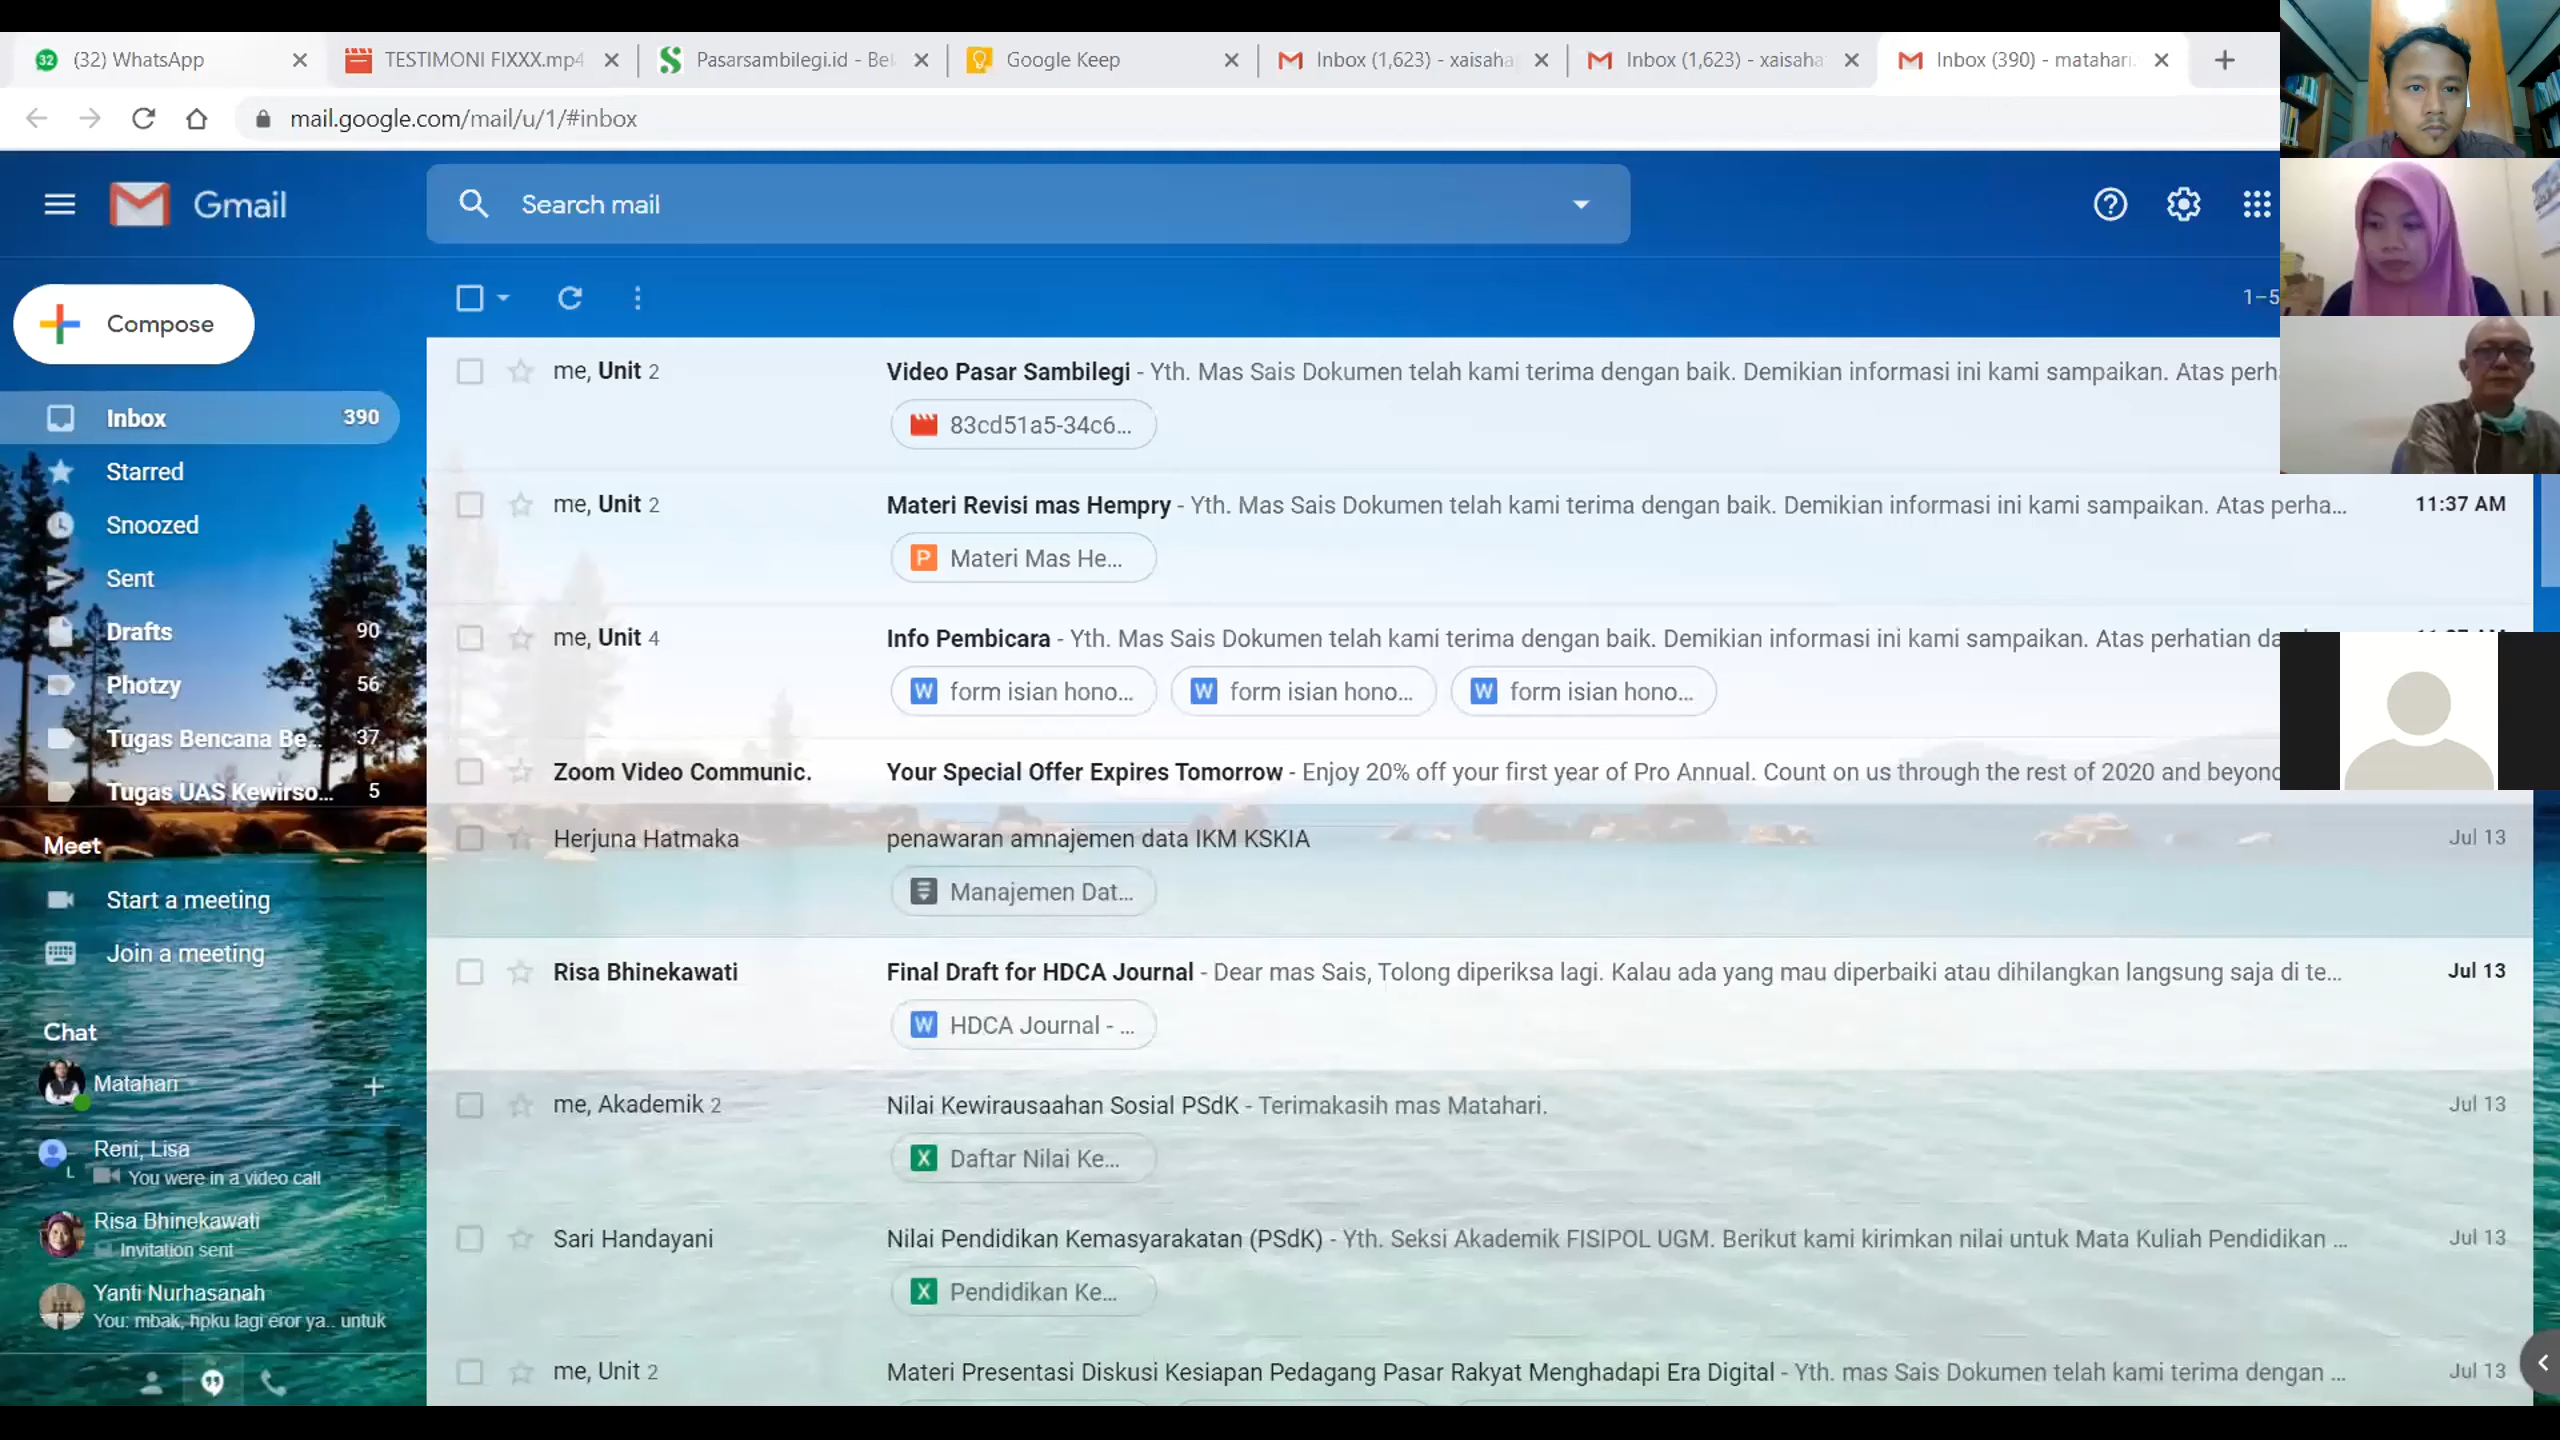 32 (32) WhatsApp
TESTIMONI FIXXX.mp4
Pasarsambilegi.id - Bel
Google Keep
Inbox (1,623) - xaisaha
Inbox (1,623) - xaisaha
Inbox (390) - matahari.
mail.google.com/mail/u/1/#inbox
Gmail
Search mail
Compose
1–5
Inbox 390
Starred
Snoozed
Sent
Drafts 90
Photzy 56
Tugas Bencana Be... 37
Tugas UAS Kewirso... 5
Meet
Start a meeting
Join a meeting
Chat
Matahari
Reni, Lisa
L You were in a video call
Risa Bhinekawati
Invitation sent
Yanti Nurhasanah
You: mbak, hpku lagi eror ya.. untuk
me, Unit 2 Video Pasar Sambilegi - Yth. Mas Sais Dokumen telah kami terima dengan baik. Demikian informasi ini kami sampaikan. Atas perh
83cd51a5-34c6...
me, Unit 2 Materi Revisi mas Hempry - Yth. Mas Sais Dokumen telah kami terima dengan baik. Demikian informasi ini kami sampaikan. Atas perha... 11:37 AM
P Materi Mas He...
me, Unit 4 Info Pembicara - Yth. Mas Sais Dokumen telah kami terima dengan baik. Demikian informasi ini kami sampaikan. Atas perhatian da
W form isian hono... W form isian hono... W form isian hono...
Zoom Video Communic. Your Special Offer Expires Tomorrow - Enjoy 20% off your first year of Pro Annual. Count on us through the rest of 2020 and beyond
Herjuna Hatmaka penawaran amnajemen data IKM KSKIA Jul 13
Manajemen Dat...
Risa Bhinekawati Final Draft for HDCA Journal - Dear mas Sais, Tolong diperiksa lagi. Kalau ada yang mau diperbaiki atau dihilangkan langsung saja di te... Jul 13
W HDCA Journal - ...
me, Akademik 2 Nilai Kewirausaahan Sosial PSdK - Terimakasih mas Matahari. Jul 13
X Daftar Nilai Ke...
Sari Handayani Nilai Pendidikan Kemasyarakatan (PSdK) - Yth. Seksi Akademik FISIPOL UGM. Berikut kami kirimkan nilai untuk Mata Kuliah Pendidikan ... Jul 13
X Pendidikan Ke...
me, Unit 2 Materi Presentasi Diskusi Kesiapan Pedagang Pasar Rakyat Menghadapi Era Digital - Yth. mas Sais Dokumen telah kami terima dengan ... Jul 13